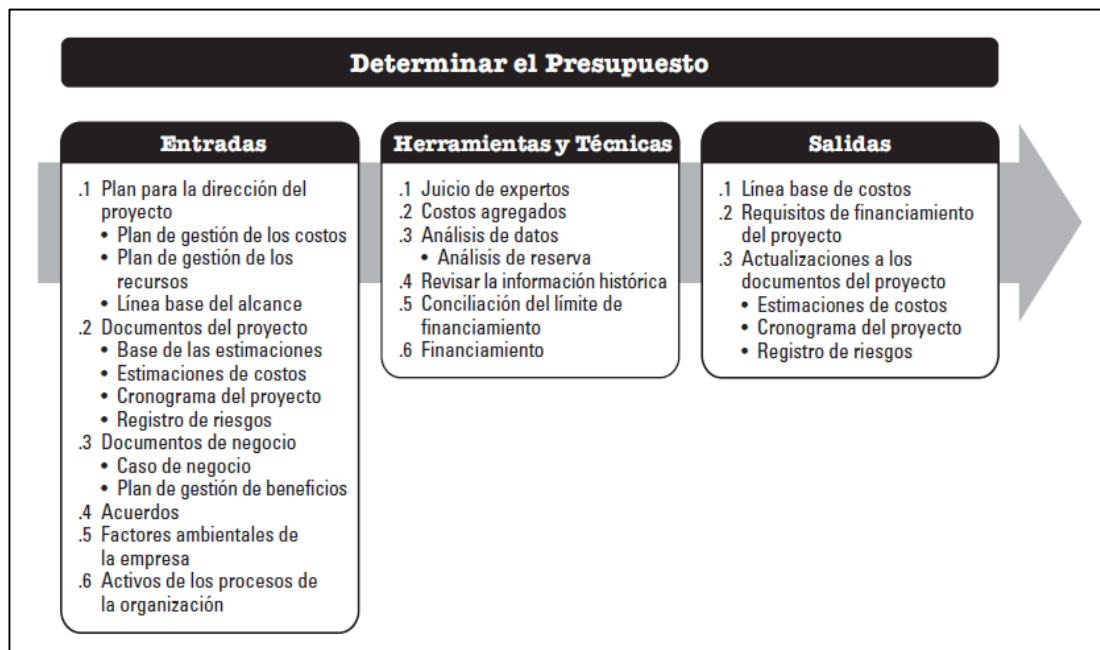 Determinar el Presupuesto
Entradas
.1 Plan para la dirección del
proyecto
• Plan de gestión de los costos
• Plan de gestión de los
recursos
• Línea base del alcance
.2 Documentos del proyecto
• Base de las estimaciones
• Estimaciones de costos
• Cronograma del proyecto
• Registro de riesgos
.3 Documentos de negocio
• Caso de negocio
• Plan de gestión de beneficios
.4 Acuerdos
.5 Factores ambientales de
la empresa
.6 Activos de los procesos de
la organización
Herramientas y Técnicas
.1 Juicio de expertos
.2 Costos agregados
.3 Análisis de datos
• Análisis de reserva
.4 Revisar la información histórica
.5 Conciliación del límite de
financiamiento
.6 Financiamiento
Salidas
.1 Línea base de costos
.2 Requisitos de financiamiento
del proyecto
.3 Actualizaciones a los
documentos del proyecto
• Estimaciones de costos
• Cronograma del proyecto
• Registro de riesgos